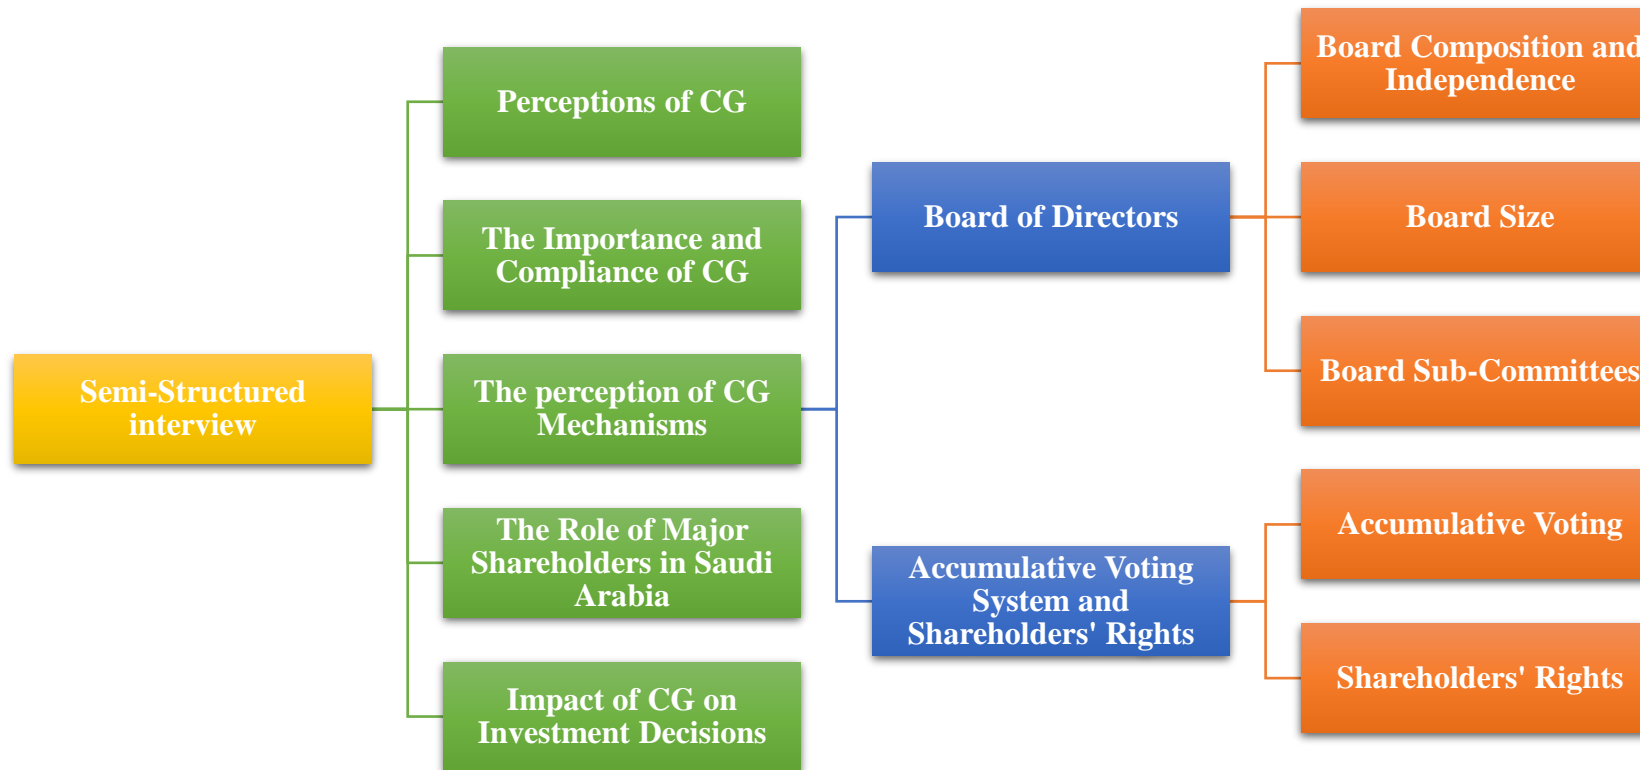 Semi-Structured
interview
Perceptions of CG
The Importance and
Compliance of CG
The perception of CG
Mechanisms
The Role of Major
Shareholders in Saudi
Arabia
Impact of CG on
Investment Decisions
Board of Directors
Accumulative Voting
System and
Shareholders' Rights
Board Composition and
Independence
Board Size
Board Sub-Committees
Accumulative Voting
Shareholders' Rights